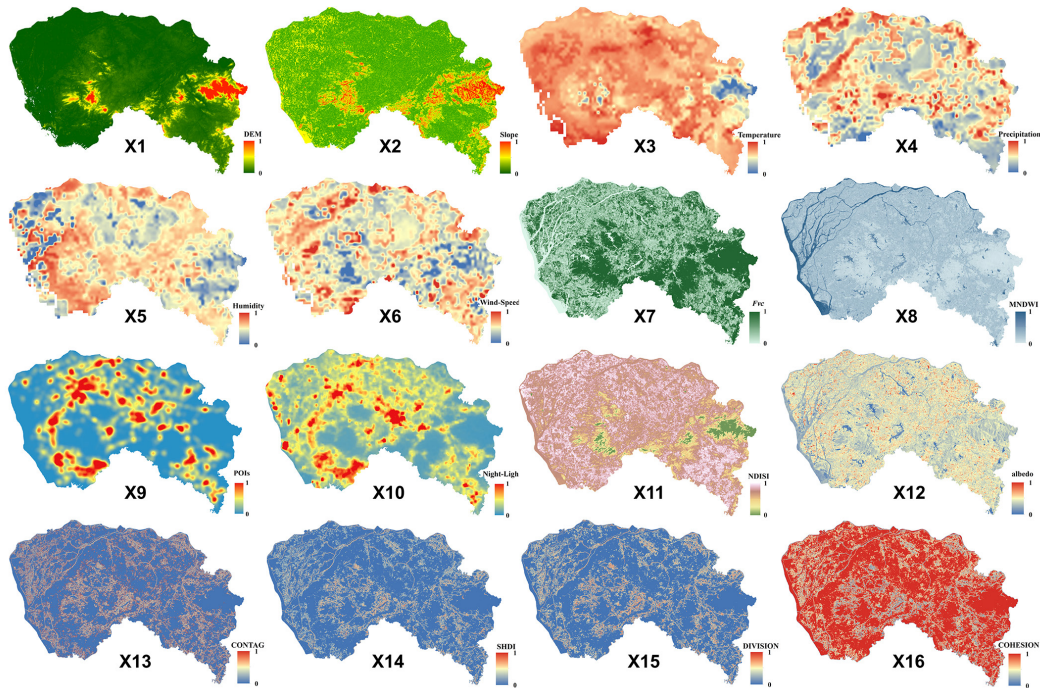 DEM
1
0
X1
Slope
1
0
X2
Temperature
1
0
X3
Precipitation
1
0
X4
Humidity
1
0
X5
Wind-Speed
1
0
X6
Fvc
1
0
X7
MNDWI
1
0
X8
POIs
1
0
X9
Night-Ligh
1
0
X10
NDISI
1
0
X11
albedo
1
0
X12
CONTAG
1
0
X13
SHDI
1
0
X14
DIVISION
1
0
X15
COHESION
1
0
X16